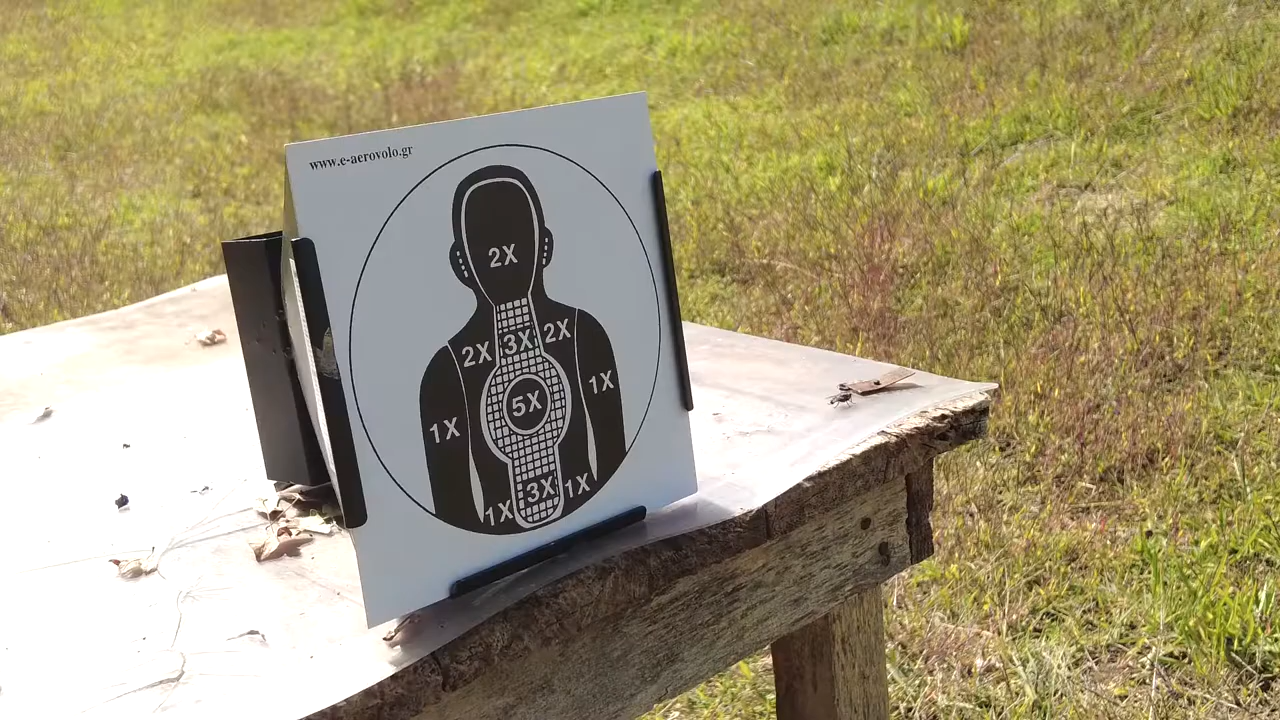 www.e-aerovolo.gr
2X
2X 3X 2X
1X 5X 1X
1X 3X 1X